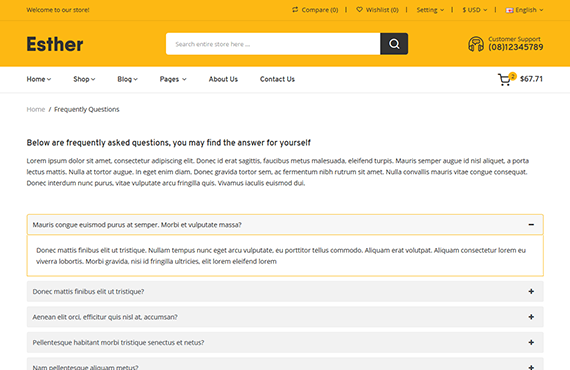 Welcome to our store!
Compare (0) Wishlist (0) Setting $ USD English
Esther
Search entire store here ...
Customer Support
(08)12345789
Home Shop Blog Pages About Us Contact Us
2 $67.71
Home / Frequently Questions
Below are frequently asked questions, you may find the answer for yourself
Lorem ipsum dolor sit amet, consectetur adipiscing elit. Donec id erat sagittis, faucibus metus malesuada, eleifend turpis. Mauris semper augue id nisl aliquet, a porta
lectus mattis. Nulla at tortor augue. In eget enim diam. Donec gravida tortor sem, ac fermentum nibh rutrum sit amet. Nulla convallis mauris vitae congue consequat.
Donec interdum nunc purus, vitae vulputate arcu fringilla quis. Vivamus iaculis euismod dui.
Mauris congue euismod purus at semper. Morbi et vulputate massa?
Donec mattis finibus elit ut tristique. Nullam tempus nunc eget arcu vulputate, eu porttitor tellus commodo. Aliquam erat volutpat. Aliquam consectetur lorem eu
viverra lobortis. Morbi gravida, nisi id fringilla ultricies, elit lorem eleifend lorem
Donec mattis finibus elit ut tristique?
Aenean elit orci, efficitur quis nisl at, accumsan?
Pellentesque habitant morbi tristique senectus et netus?
Nam pellentesque aliquam metus?